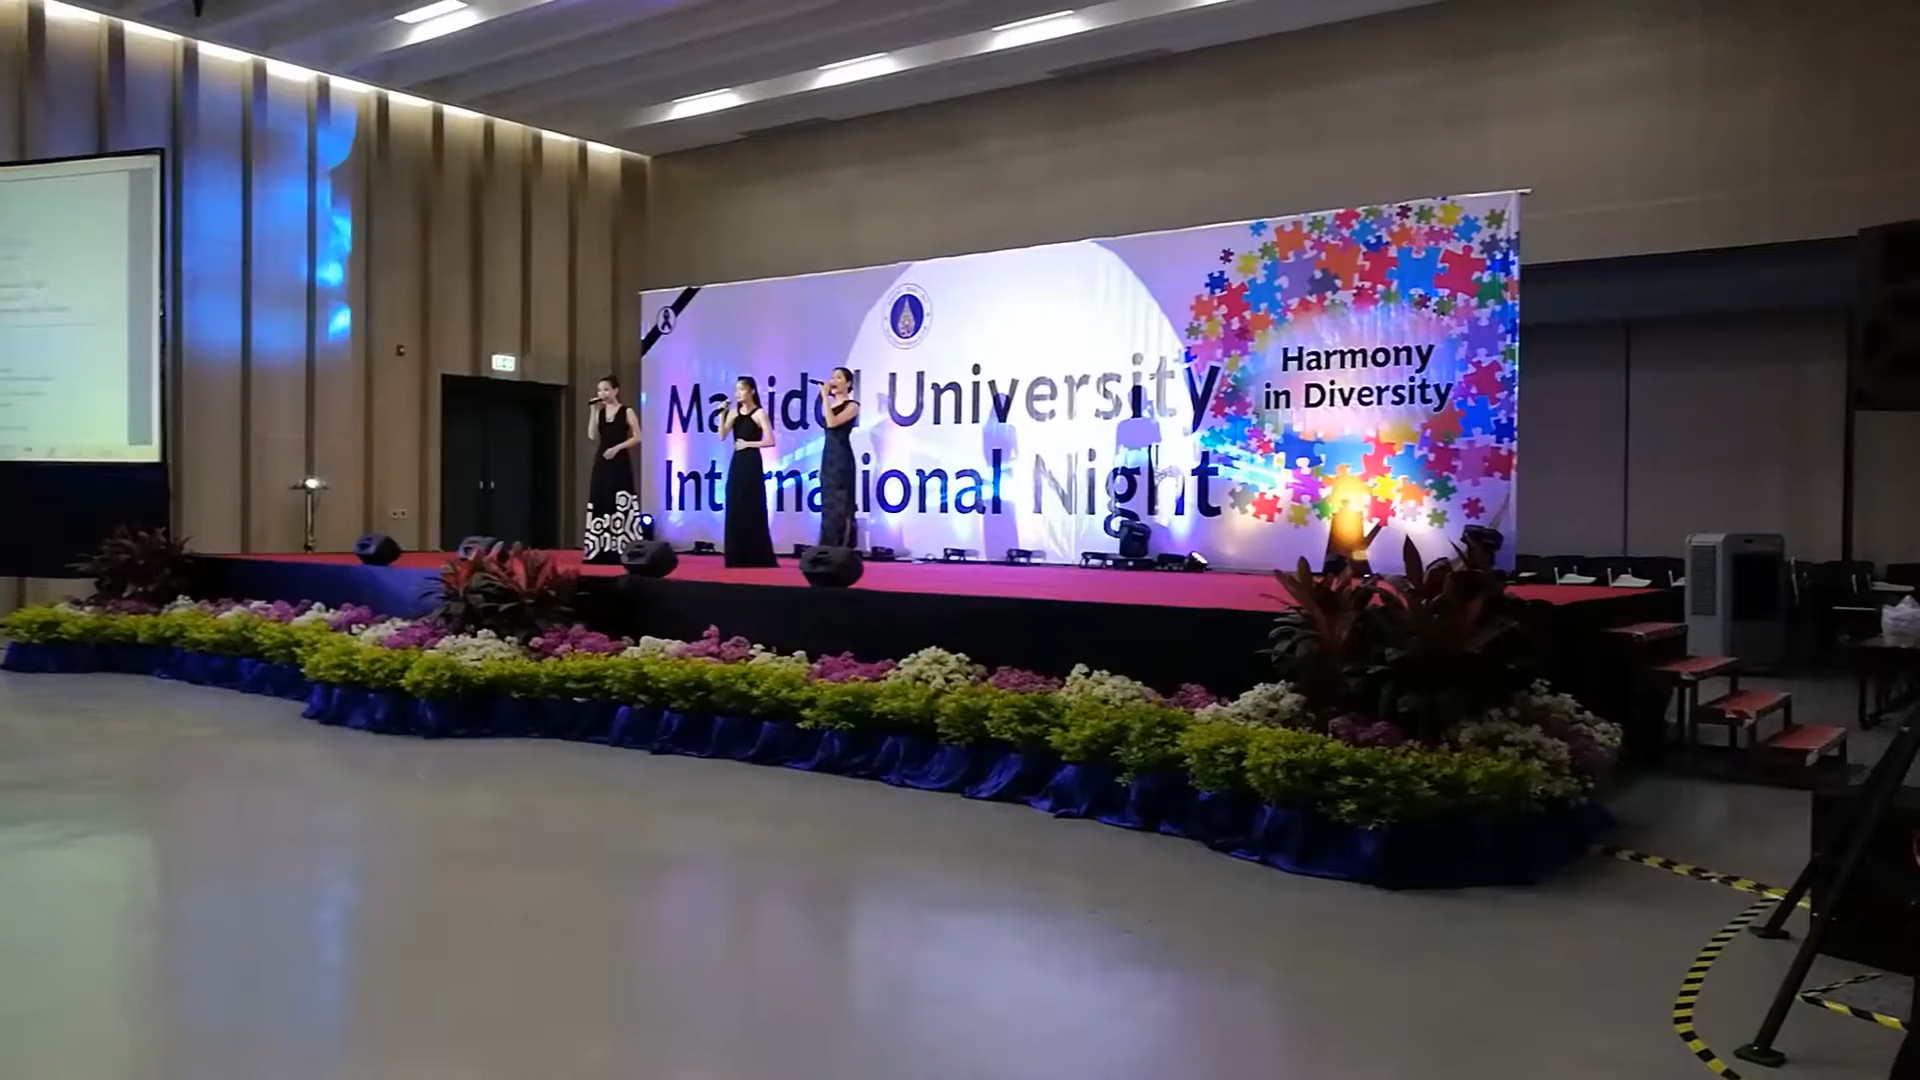 Mahidol University
International Night
Harmony
in Diversity